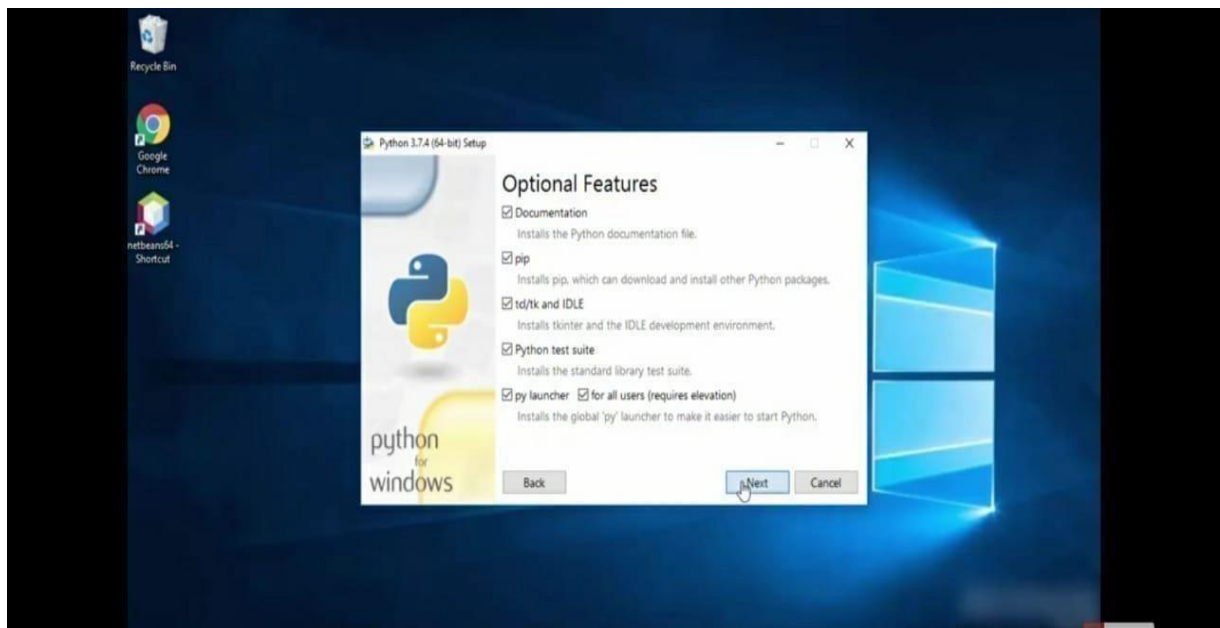 Recycle Bin
Google
Chrome
netbeans64 -
Shortcut
Python 3.7.4 (64-bit) Setup
Optional Features
Documentation
Installs the Python documentation file.
pip
Installs pip, which can download and install other Python packages.
tcl/tk and IDLE
Installs tkinter and the IDLE development environment.
Python test suite
Installs the standard library test suite.
py launcher for all users (requires elevation)
Installs the global 'py' launcher to make it easier to start Python.
python
for
windows
Back Next Cancel